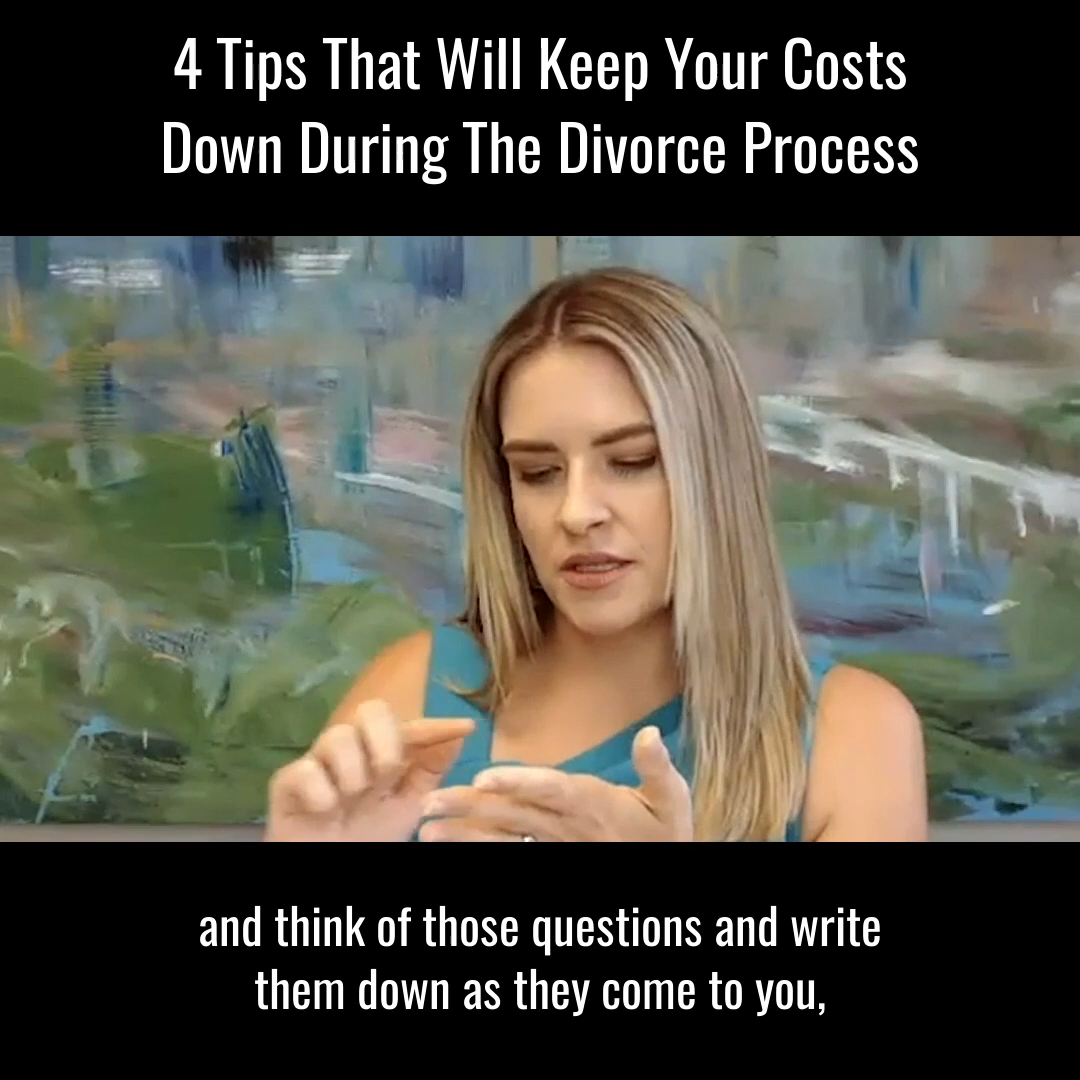 4 Tips That Will Keep Your Costs
Down During The Divorce Process
and think of those questions and write
them down as they come to you,